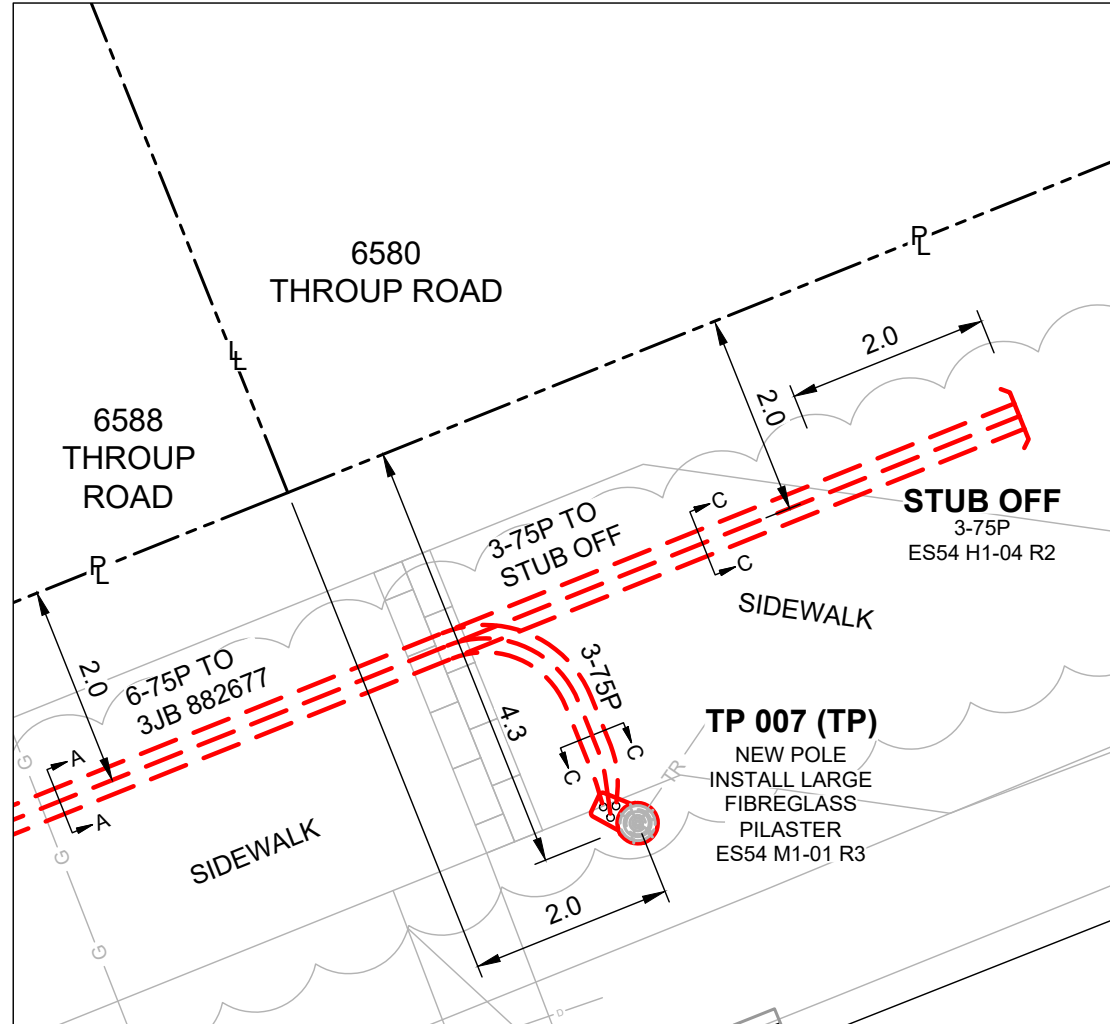 6580
THROUP ROAD
PL
LL
2.0
2.0
6588
THROUP
ROAD
STUB OFF
3-75P
ES54 H1-04 R2
3-75P TO
STUB OFF
C
C
PL
SIDEWALK
2.0
6-75P TO
3JB 882677
3-75P
4.3
TP 007 (TP)
NEW POLE
INSTALL LARGE
FIBREGLASS
PILASTER
ES54 M1-01 R3
C
C
TR
G
A
A
SIDEWALK
G
2.0
G
D